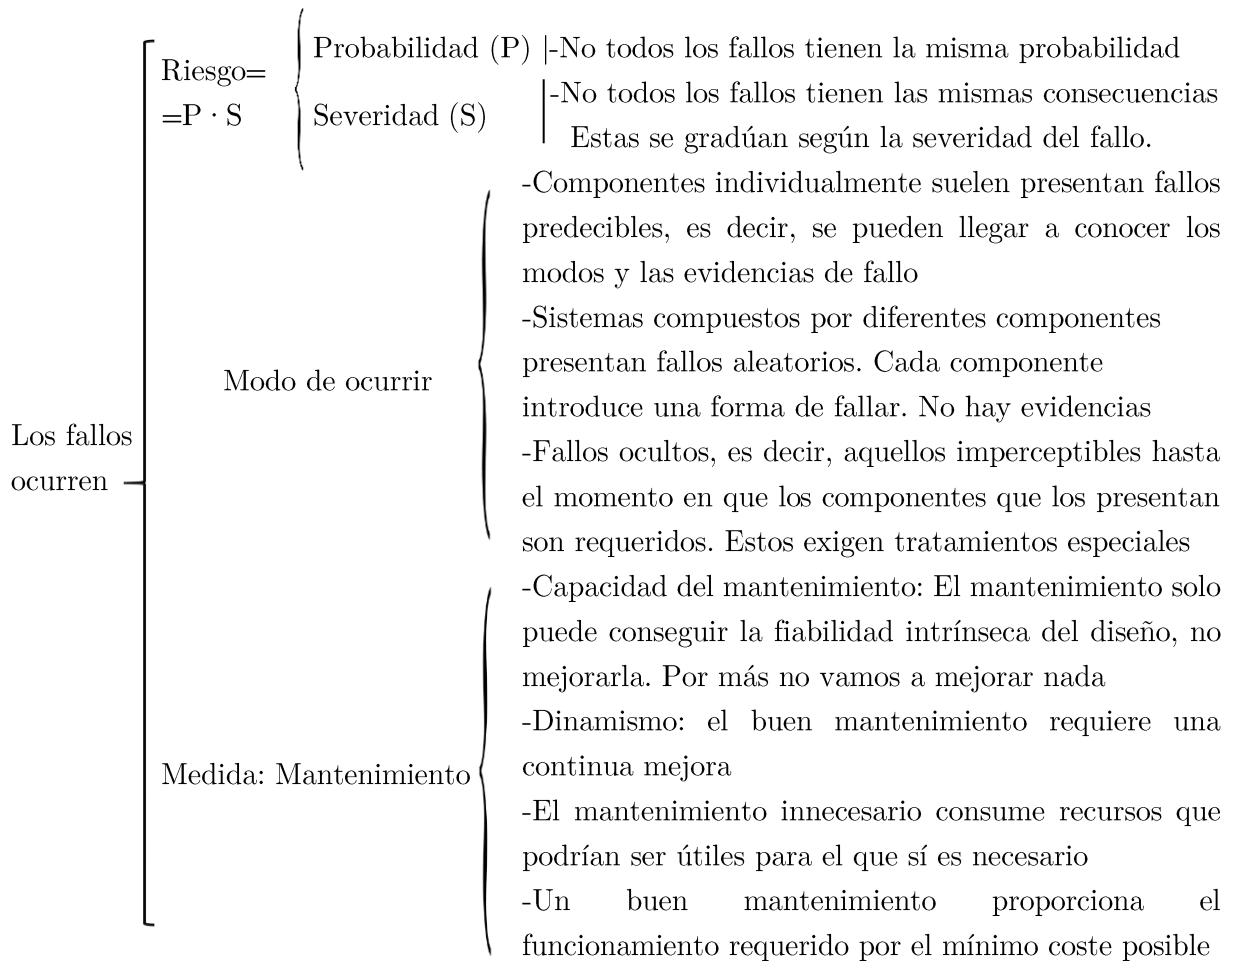 Probabilidad (P) |-No todos los fallos tienen la misma probabilidad
Riesgo=
-No todos los fallos tienen las mismas consecuencias
=P · S
Severidad (S)
Estas se gradúan según la severidad del fallo.
-Componentes individualmente suelen presentan fallos
predecibles, es decir, se pueden llegar a conocer los
modos y las evidencias de fallo
-Sistemas compuestos por diferentes componentes
presentan fallos aleatorios. Cada componente
Modo de ocurrir
introduce una forma de fallar. No hay evidencias
Los fallos
ocurren
-Fallos ocultos, es decir, aquellos imperceptibles hasta
el momento en que los componentes que los presentan
son requeridos. Estos exigen tratamientos especiales
-Capacidad del mantenimiento: El mantenimiento solo
puede conseguir la fiabilidad intrínseca del diseño, no
mejorarla. Por más no vamos a mejorar nada
-Dinamismo: el buen mantenimiento requiere una
continua mejora
Medida: Mantenimiento
-El mantenimiento innecesario consume recursos que
podrían ser útiles para el que sí es necesario
-Un buen mantenimiento proporciona el
funcionamiento requerido por el mínimo coste posible